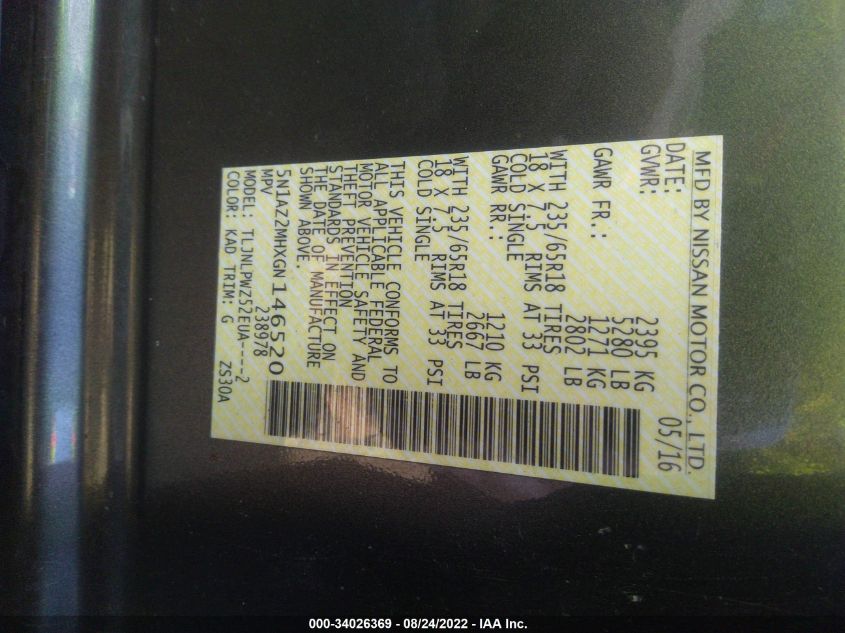 MFD BY NISSAN MOTOR CO., LTD.
DATE: 05/16
GVWR: 2395 KG
5280 LB
GAWR FR.: 1271 KG
2802 LB
WITH 235/65R18 TIRES
18 X 7.5 RIMS AT 33 PSI
COLD SINGLE
GAWR RR.: 1210 KG
2667 LB
WITH 235/65R18 TIRES
18 X 7.5 RIMS AT 33 PSI
COLD SINGLE
THIS VEHICLE CONFORMS TO
ALL APPLICABLE FEDERAL
MOTOR VEHICLE SAFETY AND
THEFT PREVENTION
STANDARDS IN EFFECT ON
THE DATE OF MANUFACTURE
SHOWN ABOVE.
5N1AZ2MHXGN146520
MPV 238978
MODEL: TLJNLPWZ52EUA----2
COLOR: KAD TRIM: G ZS30A
000-34026369 - 08/24/2022 - IAA Inc.